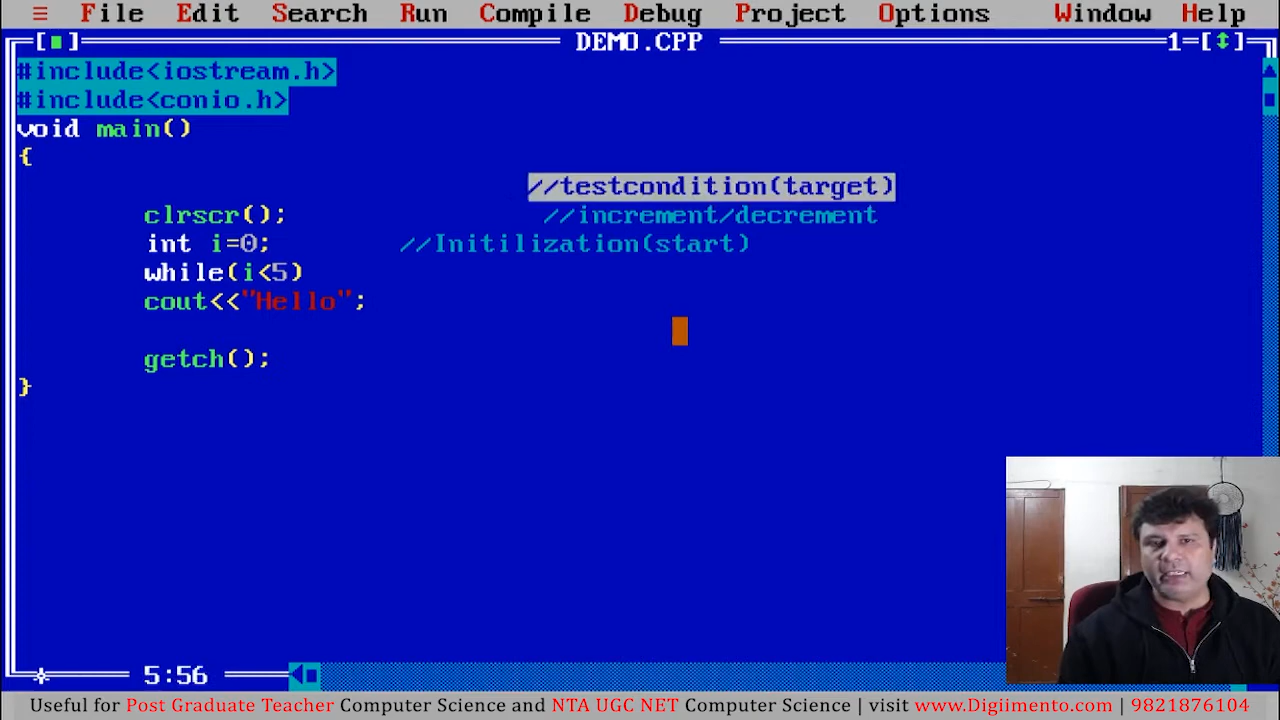 ≡ File Edit Search Run Compile Debug Project Options Window Help
[■] DEMO.CPP 1=[↕]
#include<iostream.h>
#include<conio.h>
void main()
{
//testcondition(target)
clrscr(); //increment/decrement
int i=0; //Initilization(start)
while(i<5)
cout<<"Hello";
getch();
}
5:56
Useful for Post Graduate Teacher Computer Science and NTA UGC NET Computer Science | visit www.Digiimento.com | 9821876104